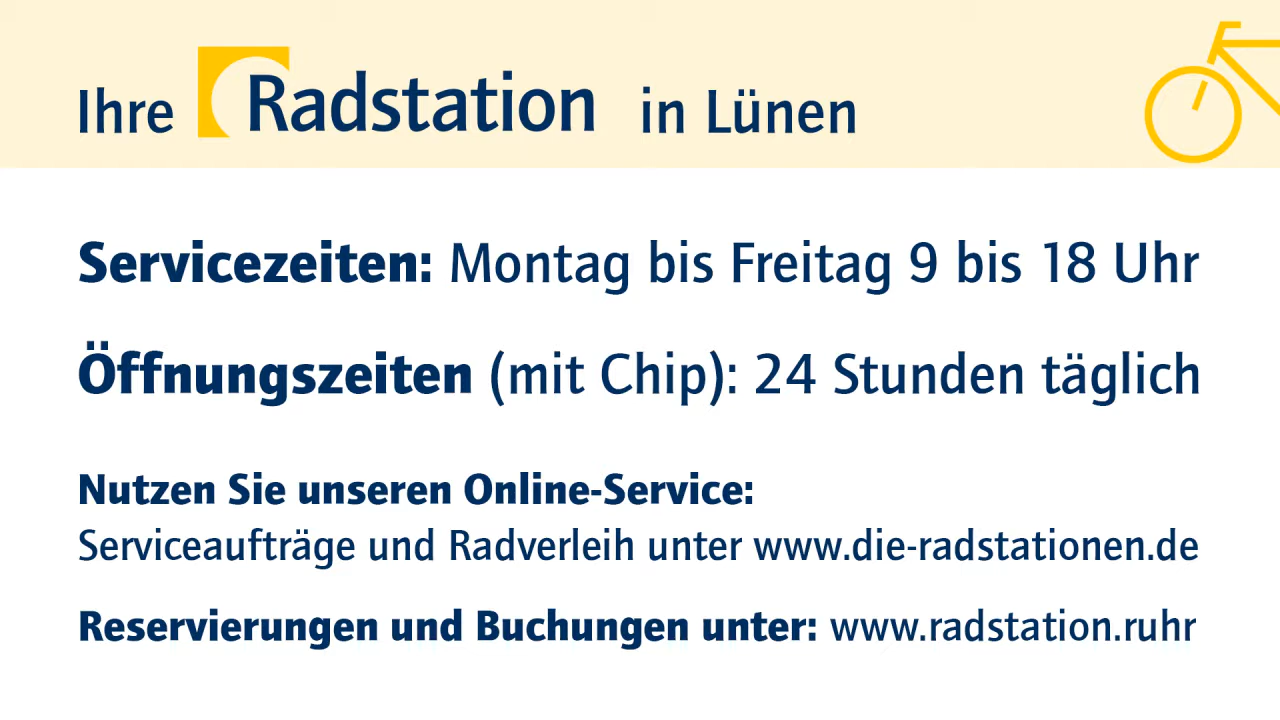 Ihre Radstation in Lünen
Servicezeiten: Montag bis Freitag 9 bis 18 Uhr
Öffnungszeiten (mit Chip): 24 Stunden täglich
Nutzen Sie unseren Online-Service:
Serviceaufträge und Radverleih unter www.die-radstationen.de
Reservierungen und Buchungen unter: www.radstation.ruhr